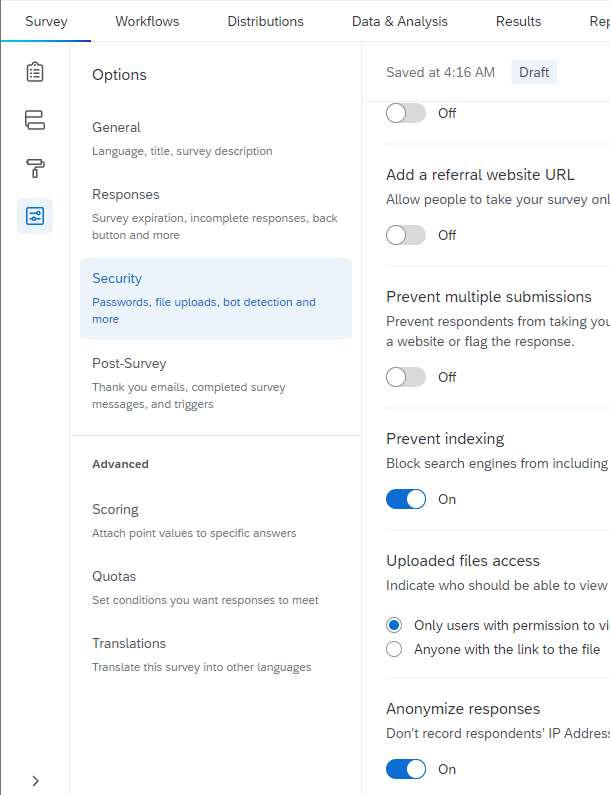 Survey
Workflows
Distributions
Data & Analysis
Results
Options
General
Language, title, survey description
Responses
Survey expiration, incomplete responses, back
button and more
Security
Passwords, file uploads, bot detection and
more
Post-Survey
Thank you emails, completed survey
messages, and triggers
Advanced
Scoring
Attach point values to specific answers
Quotas
Set conditions you want responses to meet
Translations
Translate this survey into other languages
Saved at 4:16 AM
Draft
Off
Add a referral website URL
Allow people to take your survey
Off
Prevent multiple submissions
Prevent respondents from taking
a website or flag the response.
Off
Prevent indexing
Block search engines from including
On
Uploaded files access
Indicate who should be able to view
Only users with permission to
Anyone with the link to the file
Anonymize responses
Don't record respondents' IP
On